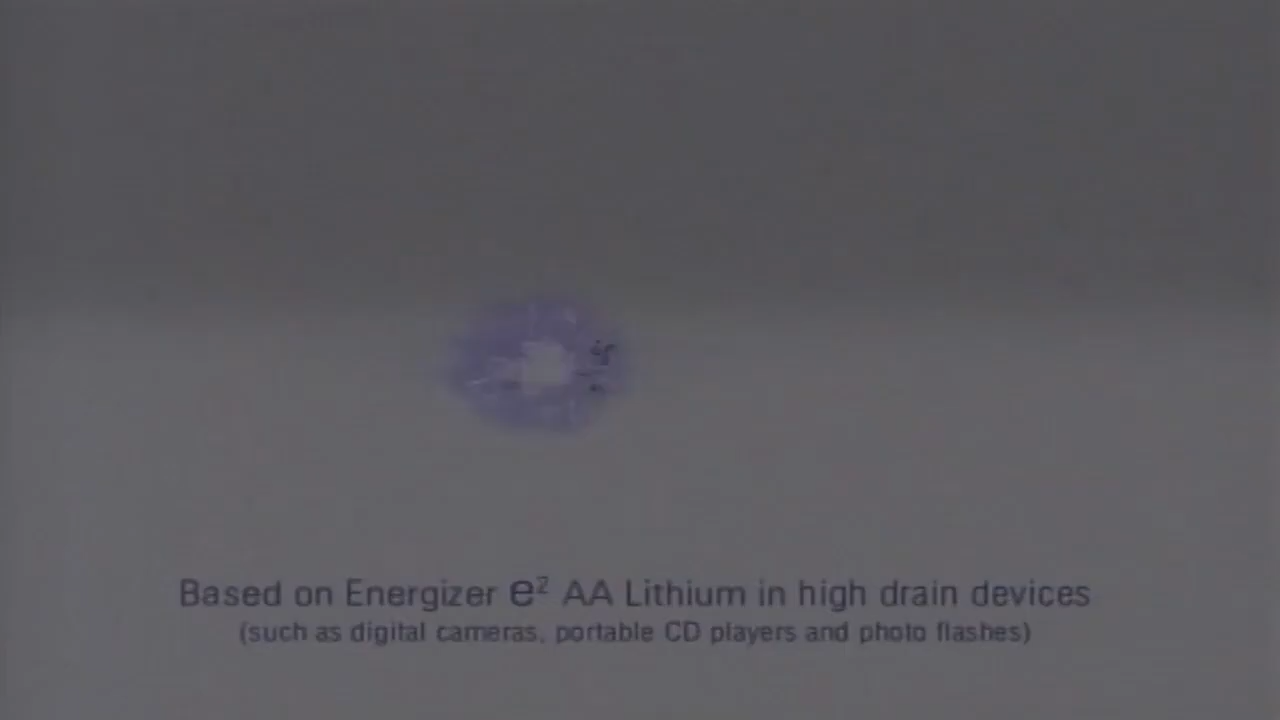 Based on Energizer e² AA Lithium in high drain devices
(such as digital cameras, portable CD players and photo flashes)